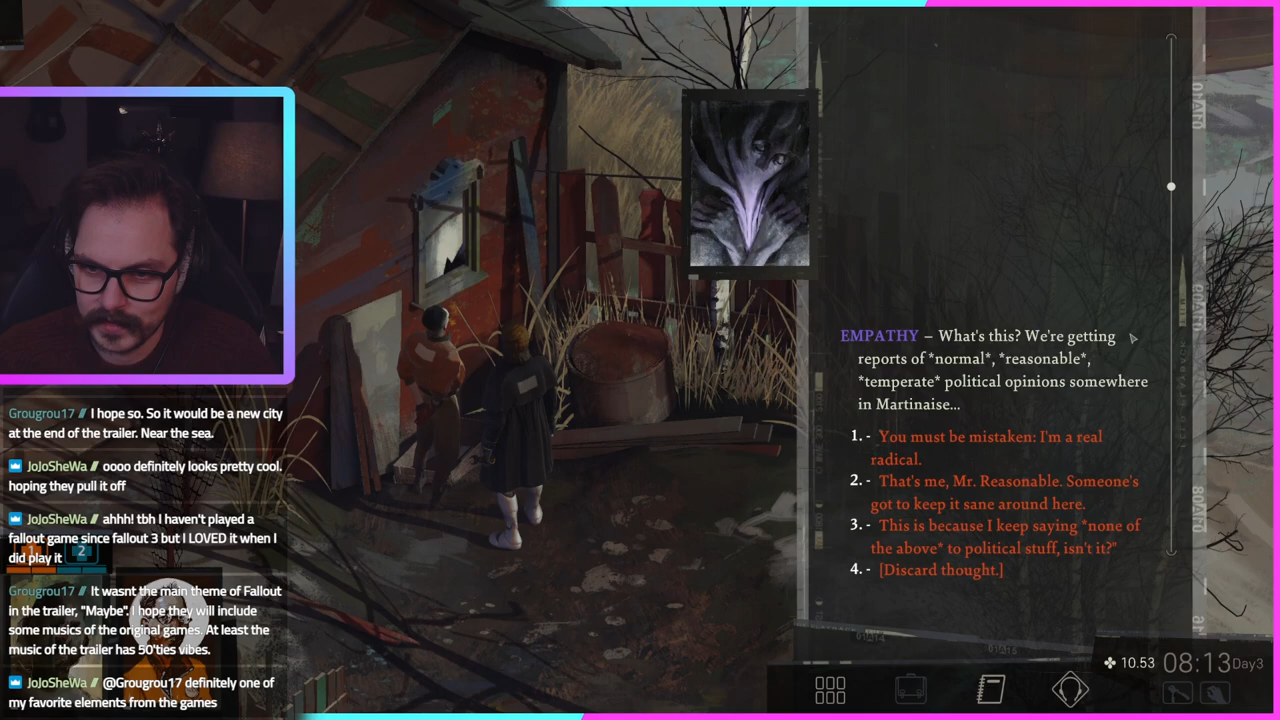 Grougrou17 // I hope so. So it would be a new city
at the end of the trailer. Near the sea.
JoJoSheWa // oooo definitely looks pretty cool.
hoping they pull it off
JoJoSheWa // ahhh! tbh I haven't played a
fallout game since fallout 3 but I LOVED it when I
did play it
1 2
Grougrou17 // It wasnt the main theme of Fallout
in the trailer, "Maybe". I hope they will include
some musics of the original games. At least the
music of the trailer has 50'ties vibes.
JoJoSheWa // @Grougrou17 definitely one of
my favorite elements from the games
EMPATHY – What's this? We're getting
reports of *normal*, *reasonable*,
*temperate* political opinions somewhere
in Martinaise...
1. - You must be mistaken: I'm a real
radical.
2. - That's me, Mr. Reasonable. Someone's
got to keep it sane around here.
3. - This is because I keep saying *none of
the above* to political stuff, isn't it?"
4. - [Discard thought.]
10.53 08:13 Day3